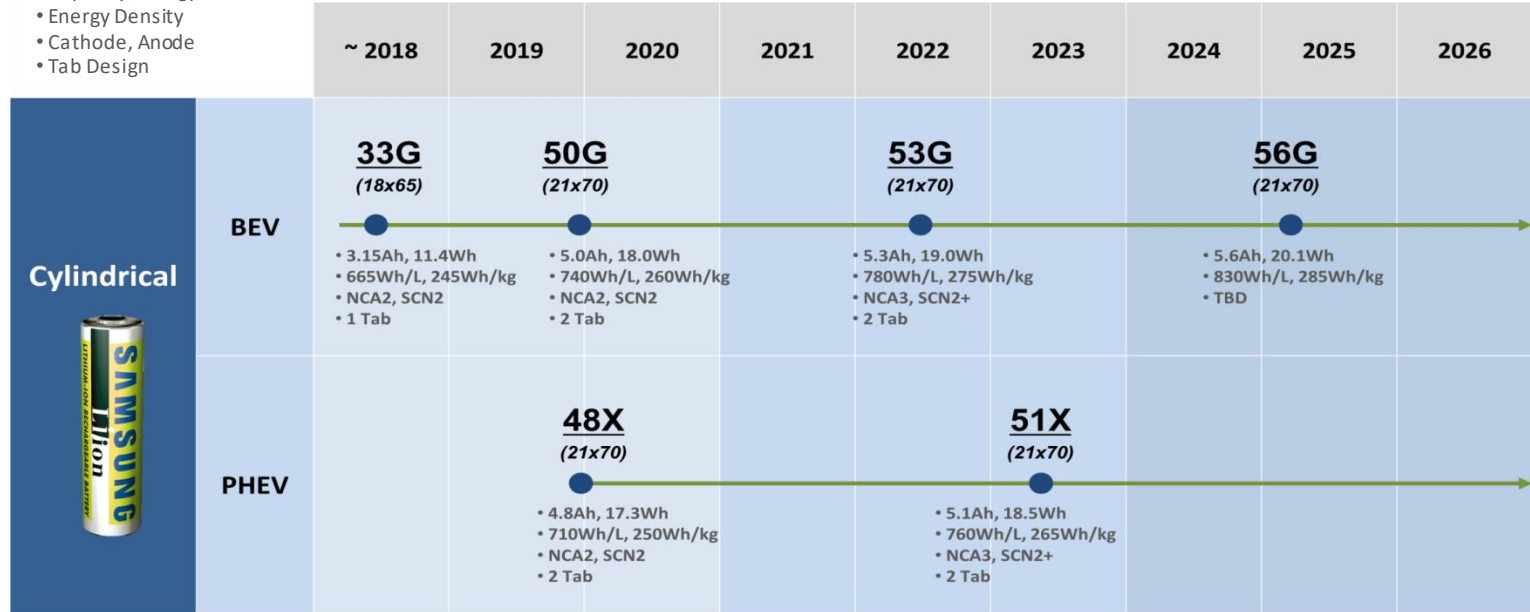 • Energy Density
• Cathode, Anode
• Tab Design
~ 2018
2019
2020
2021
2022
2023
2024
2025
2026
Cylindrical
SAMSUNG
Li Ion
LITHIUM-ION RECHARGEABLE BATTERY
BEV
33G
(18x65)
• 3.15Ah, 11.4Wh
• 665Wh/L, 245Wh/kg
• NCA2, SCN2
• 1 Tab
50G
(21x70)
• 5.0Ah, 18.0Wh
• 740Wh/L, 260Wh/kg
• NCA2, SCN2
• 2 Tab
53G
(21x70)
• 5.3Ah, 19.0Wh
• 780Wh/L, 275Wh/kg
• NCA3, SCN2+
• 2 Tab
56G
(21x70)
• 5.6Ah, 20.1Wh
• 830Wh/L, 285Wh/kg
• TBD
PHEV
48X
(21x70)
• 4.8Ah, 17.3Wh
• 710Wh/L, 250Wh/kg
• NCA2, SCN2
• 2 Tab
51X
(21x70)
• 5.1Ah, 18.5Wh
• 760Wh/L, 265Wh/kg
• NCA3, SCN2+
• 2 Tab